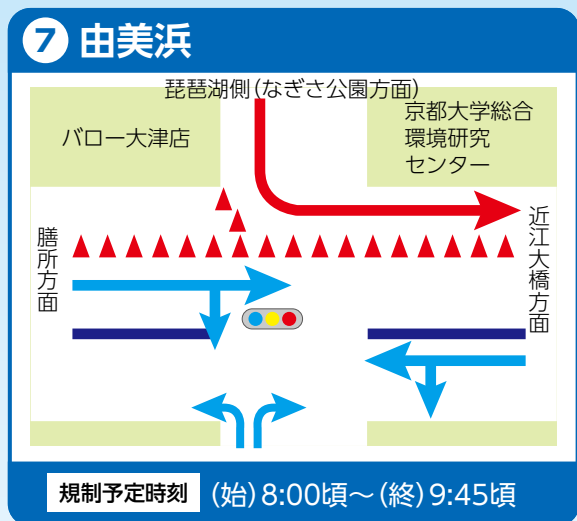 7 由美浜
琵琶湖側(なぎさ公園方面)
バロー大津店
京都大学総合
環境研究
センター
膳所方面
近江大橋方面
規制予定時刻 (始)8:00頃～(終)9:45頃